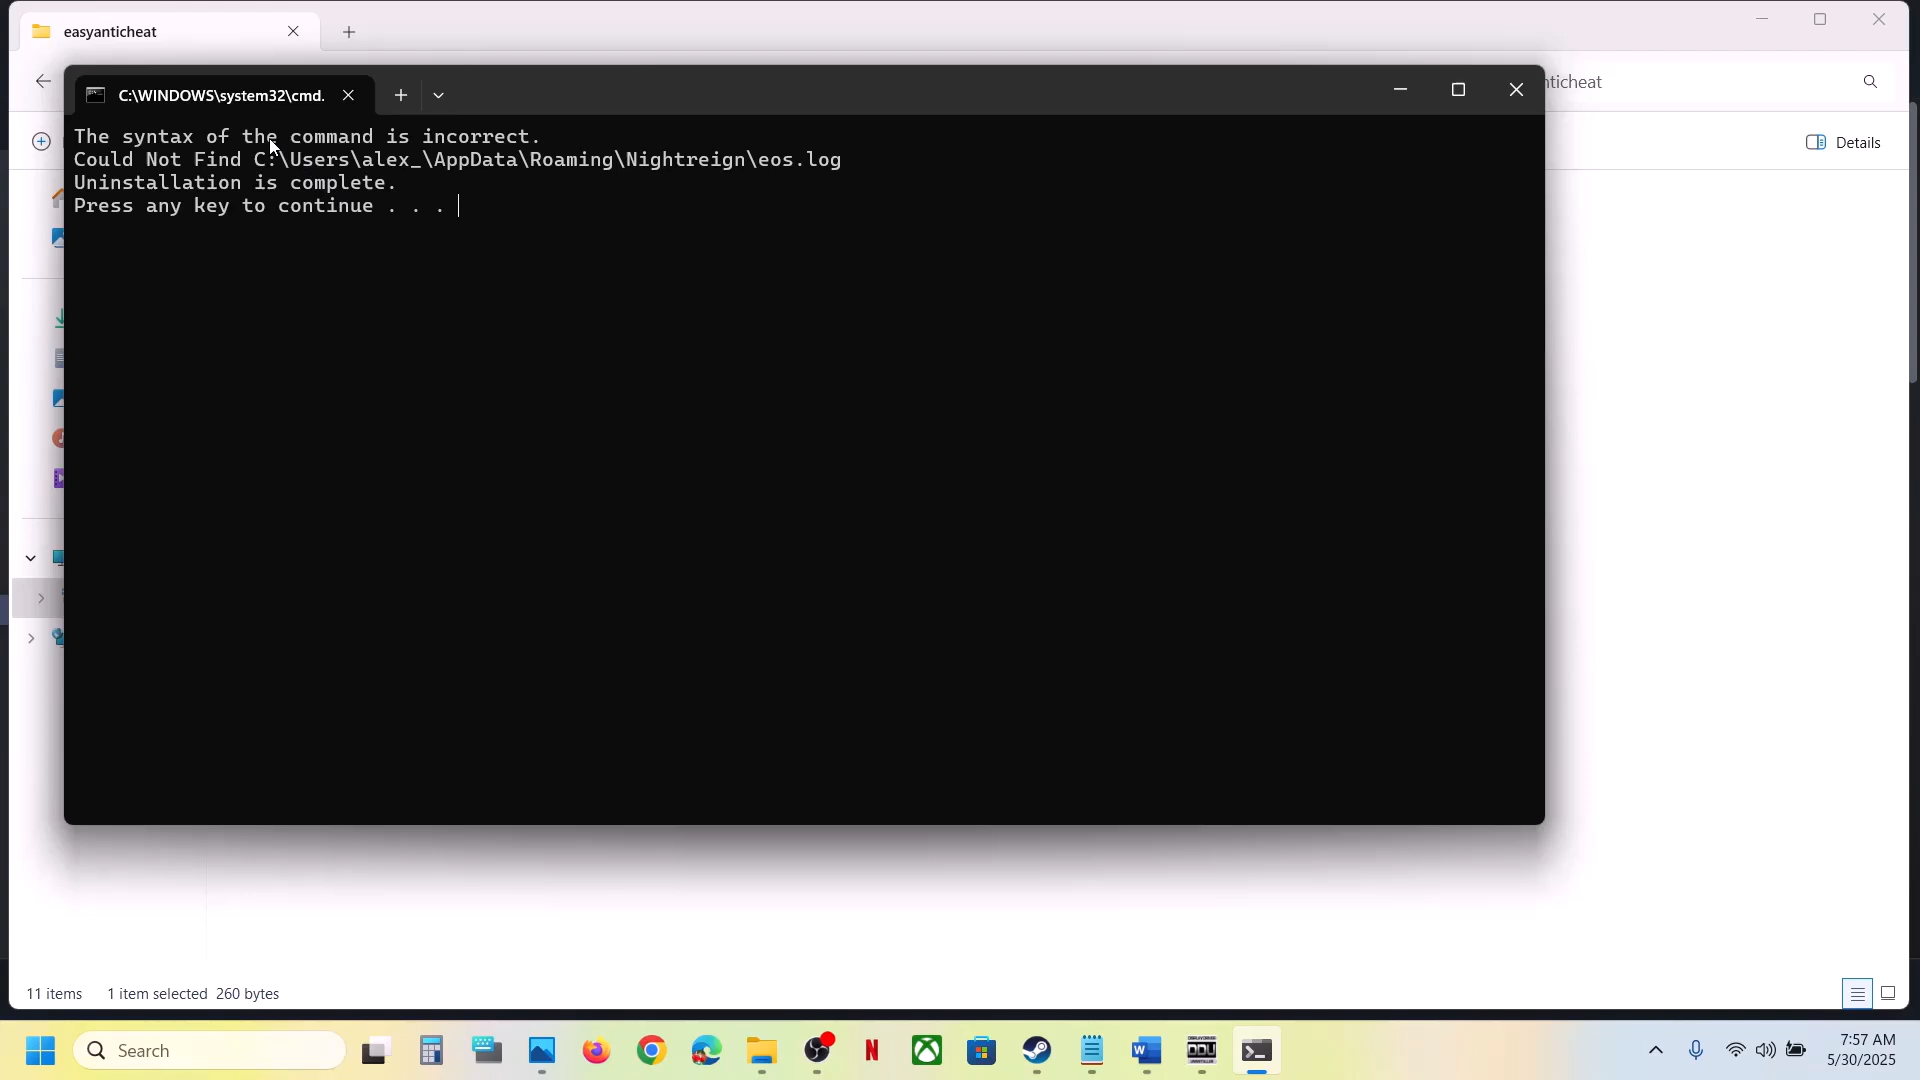 easyanticheat
nticheat
C:\WINDOWS\system32\cmd.
Details
The syntax of the command is incorrect.
Could Not Find C:\Users\alex_\AppData\Roaming\Nightreign\eos.log
Uninstallation is complete.
Press any key to continue . . .
11 items 1 item selected 260 bytes
Search
N
W
DDU
7:57 AM
5/30/2025